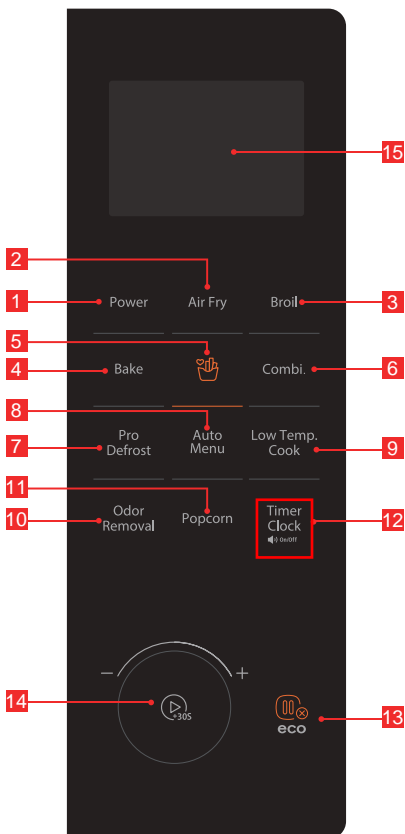 15
2
1
Power
Air Fry
Broil
3
5
4
Bake
Combi.
6
8
7
Pro
Defrost
Auto
Menu
Low Temp.
Cook
9
11
10
Odor
Removal
Popcorn
Timer
Clock
On/Off
12
−
+
14
+30S
13
eco